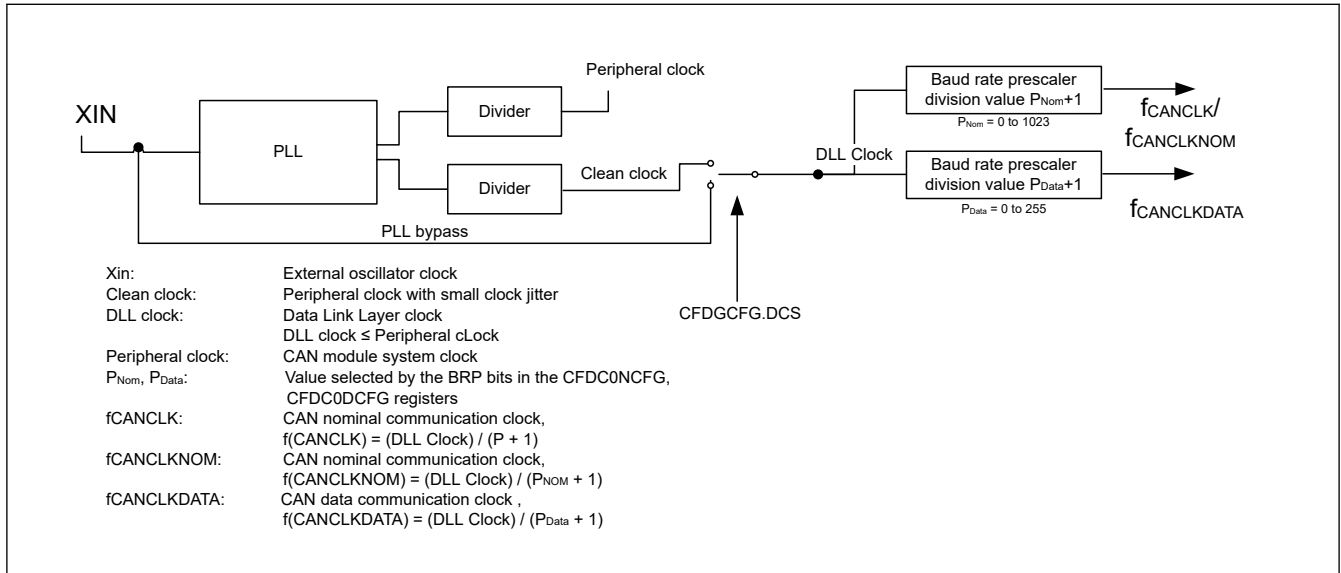 Peripheral clock
XIN
PLL
Divider
Divider
Clean clock
PLL bypass
DLL Clock
CFDGCFG.DCS
Baud rate prescaler
division value PNom+1
PNom = 0 to 1023
fCANCLK/
fCANCLKNOM
Baud rate prescaler
division value PData+1
PData = 0 to 255
fCANCLKDATA
Xin: External oscillator clock
Clean clock: Peripheral clock with small clock jitter
DLL clock: Data Link Layer clock
DLL clock ≤ Peripheral cLock
Peripheral clock: CAN module system clock
PNom, PData: Value selected by the BRP bits in the CFDC0NCFG,
CFDC0DCFG registers
fCANCLK: CAN nominal communication clock,
f(CANCLK) = (DLL Clock) / (P + 1)
fCANCLKNOM: CAN nominal communication clock,
f(CANCLKNOM) = (DLL Clock) / (PNOM + 1)
fCANCLKDATA: CAN data communication clock ,
f(CANCLKDATA) = (DLL Clock) / (PData + 1)